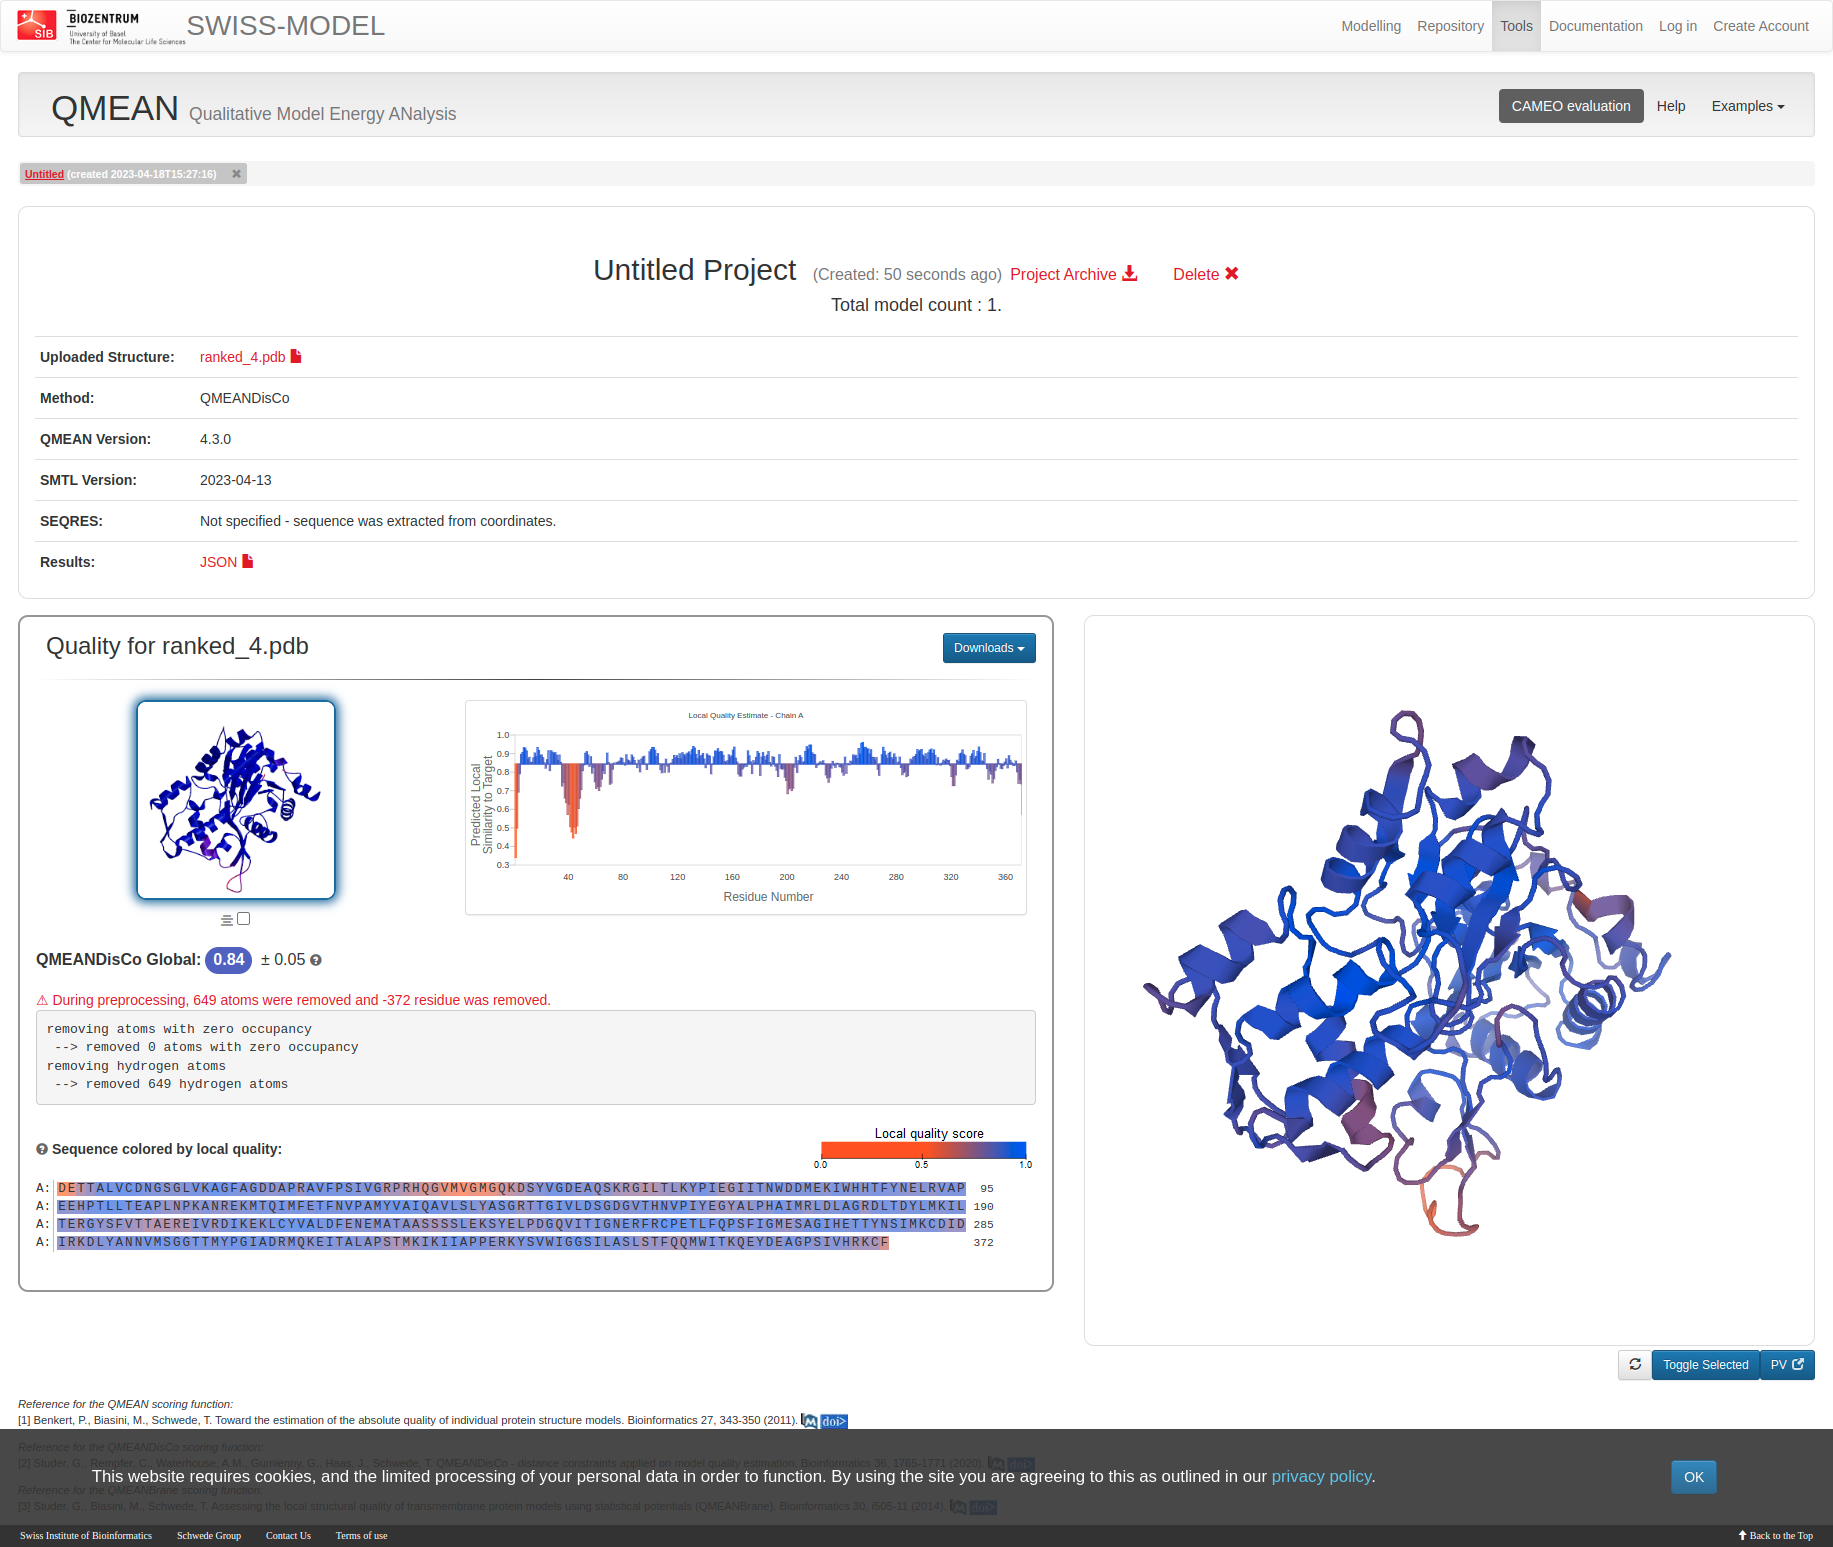 SIB
BIOZENTRUM
University of Basel
The Center for Molecular Life Sciences
SWISS-MODEL
Modelling Repository Tools Documentation Log in Create Account
QMEAN Qualitative Model Energy ANalysis
CAMEO evaluation Help Examples
Untitled (created 2023-04-18T15:27:16)
Untitled Project (Created: 50 seconds ago) Project Archive Delete
Total model count : 1.
Uploaded Structure: ranked_4.pdb
Method: QMEANDisCo
QMEAN Version: 4.3.0
SMTL Version: 2023-04-13
SEQRES: Not specified - sequence was extracted from coordinates.
Results: JSON
Quality for ranked_4.pdb
Downloads
Local Quality Estimate - Chain A
Predicted Local
Similarity to Target
1.0
0.9
0.8
0.7
0.6
0.5
0.4
0.3
40 80 120 160 200 240 280 320 360
Residue Number
QMEANDisCo Global: 0.84 ± 0.05
During preprocessing, 649 atoms were removed and -372 residue was removed.
removing atoms with zero occupancy
--> removed 0 atoms with zero occupancy
removing hydrogen atoms
--> removed 649 hydrogen atoms
Sequence colored by local quality:
Local quality score
0.0 0.5 1.0
A: DETTALVCDNGSGLVKAGFAGDDAPRAVFPSIVGRPRHQGVMVGMGQKDSYVGDEAQSKRGILTLKYPIEGIITNWDDMEKIWHHTFYNELRVAP 95
A: EEHPTLLTEAPLNPKANREKMTQIMFETFNVPAMYVAIQAVLSLYASGRTTGIVLDSGDGVTHNVPIYEGYALPHAIMRLDLAGRDLTDYLMKIL 190
A: TERGYSFVTTAEREIVRDIKEKLCYVALDFENEMATAASSSSLEKSYELPDGQVITIGNERFRCPETLFQPSFIGMESAGIHETTYNSIMKCDID 285
A: IRKDLYANNVMSGGTTMYPGIADRMQKEITALAPSTMKIKIIAPPERKYSVWIGGSILASLSTFQQMWITKQEYDEAGPSIVHRKCF 372
Toggle Selected PV
Reference for the QMEAN scoring function:
[1] Benkert, P., Biasini, M., Schwede, T. Toward the estimation of the absolute quality of individual protein structure models. Bioinformatics 27, 343-350 (2011). M doi>
Reference for the QMEANDisCo scoring function:
[2] Studer, G., Rempfer, C., Waterhouse, A.M., Gumienny, G., Haas, J., Schwede, T. QMEANDisCo - distance constraints applied on model quality estimation. Bioinformatics 36, 1765-1771 (2020). M doi>
This website requires cookies, and the limited processing of your personal data in order to function. By using the site you are agreeing to this as outlined in our privacy policy. OK
Reference for the QMEANBrane scoring function:
[3] Studer, G., Biasini, M., Schwede, T. Assessing the local structural quality of transmembrane protein models using statistical potentials (QMEANBrane). Bioinformatics 30, i505-11 (2014). M doi>
Swiss Institute of Bioinformatics Schwede Group Contact Us Terms of use Back to the Top